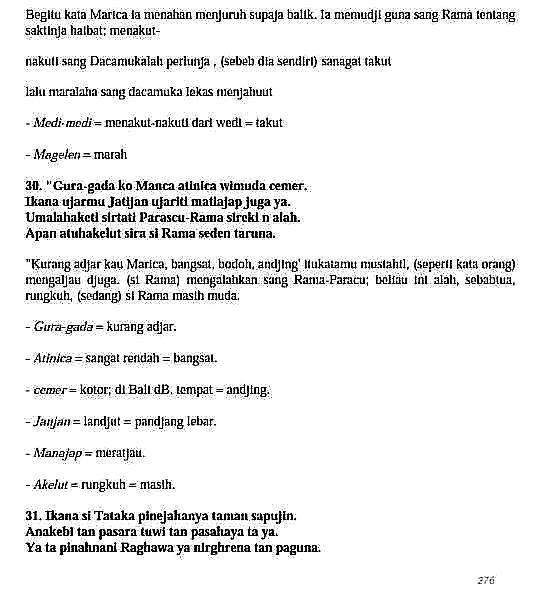 Begitu kata Marica ia menahan menjuruh supaja balik. Ia memudji guna sang Rama tentang
saktinja haibat; menakut-
nakuti sang Dacamukalah perlunja , (sebeb dia sendiri) sanagat takut
lalu maralaha sang dacamuka lekas menjahuut
- Medi-medi = menakut-nakuti dari wedi = takut
- Magelen = marah
30. "Gura-gada ko Marica atinica wimuda cemer.
Ikana ujarmu Jatijan ujariti matiajap juga ya.
Umalahaketi sirtati Parascu-Rama sireki n alah.
Apan atuhakelut sira si Rama seden taruna.
"Kurang adjar kau Marica, bangsat, bodoh, andjing' itukatamu mustahil, (seperti kata orang)
mengaljau djuga. (si Rama) mengalahkan sang Rama-Paracu; beliau ini alah, sebabtua,
rungkuh, (sedang) si Rama masih muda.
- Gura-gada = kurang adjar.
- Atinica = sangat rendah = bangsat.
- cemer = kotor; di Bali dB. tempat = andjing.
- Janjan = landjut = pandjang lebar.
- Manajap = meratjau.
- Akelut = rungkuh = masih.
31. Ikana si Tataka pinejahanya taman sapujin.
Anakebi tan pasara tuwi tan pasahaya ta ya.
Ya ta pinahnani Raghawa ya nirghrena tan paguna.
276